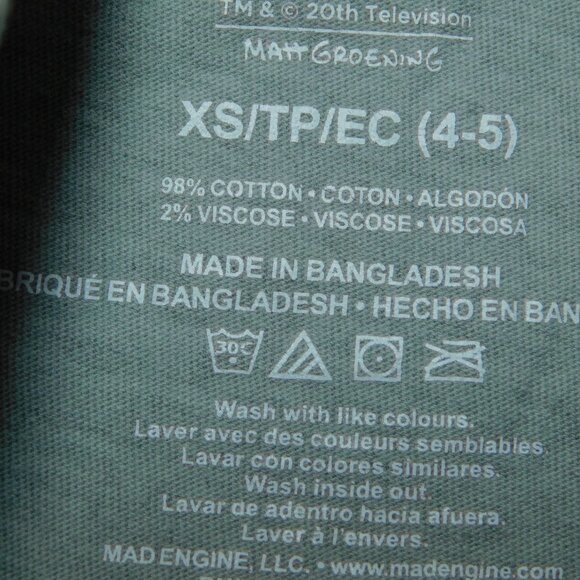 TM & © 20th Television
MATT GROENING
XS/TP/EC (4-5)
98% COTTON • COTON • ALGODÓN
2% VISCOSE • VISCOSE • VISCOSA
MADE IN BANGLADESH
BRIQUÉ EN BANGLADESH • HECHO EN BAN
30C
Wash with like colours.
Laver avec des couleurs semblables.
Lavar con colores similares.
Wash inside out.
Lavar de adentro hacia afuera.
Laver à l'envers.
MAD ENGINE, LLC. • www.madengine.com